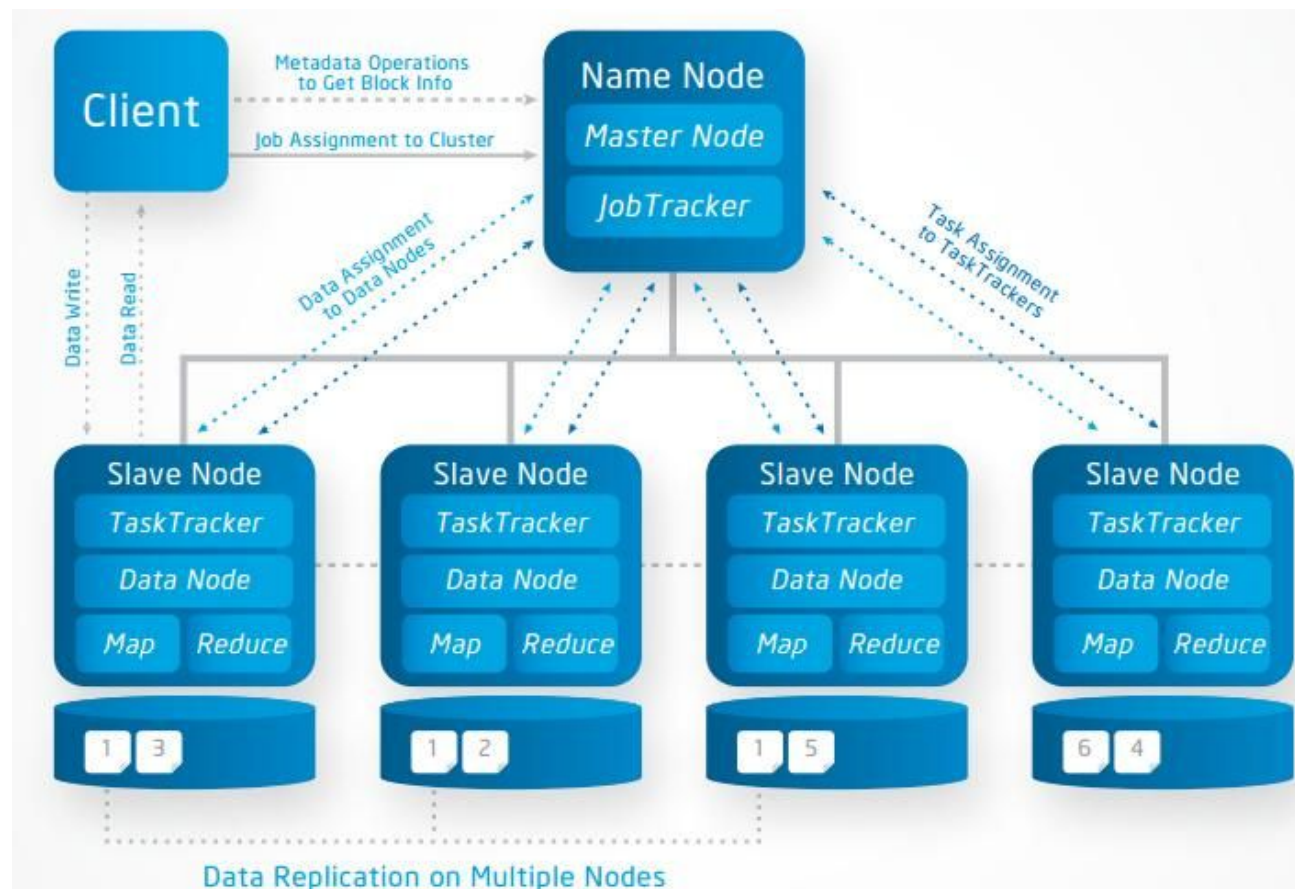 Client
Metadata Operations
to Get Block Info
Job Assignment to Cluster
Name Node
Master Node
JobTracker
Data Write
Data Read
Data Assignment
to Data Nodes
Task Assignment
to TaskTrackers
Slave Node
TaskTracker
Data Node
Map Reduce
1 3
Slave Node
TaskTracker
Data Node
Map Reduce
1 2
Slave Node
TaskTracker
Data Node
Map Reduce
1 5
Slave Node
TaskTracker
Data Node
Map Reduce
6 4
Data Replication on Multiple Nodes